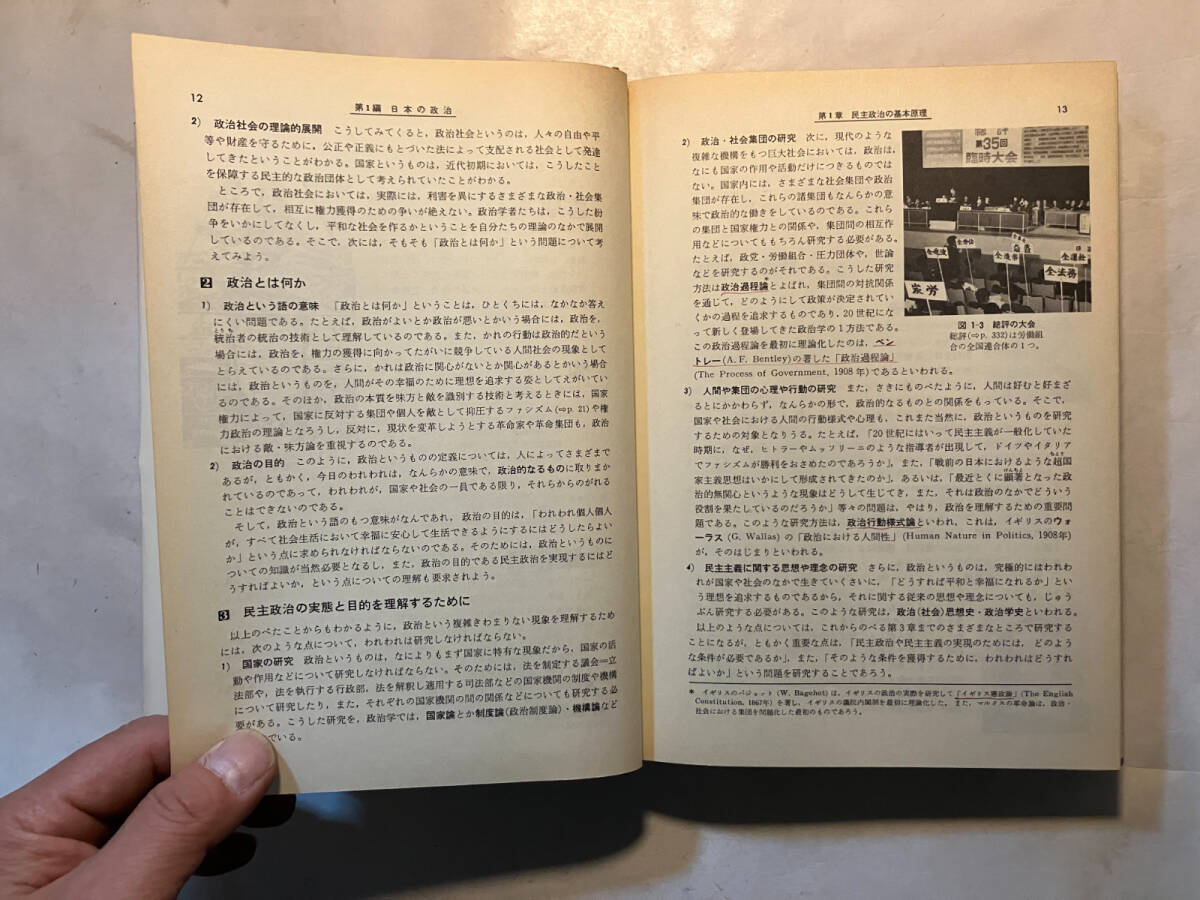 12
第1編 日本の政治
2) 政治社会の理論的展開 こうしてみてくると，政治社会というのは，人々の自由や平
等や財産を守るために，公正や正義にもとづいた法によって支配される社会として発達
してきたということがわかる。国家というものは，近代初期においては，こうしたこと
を保障する民主的な政治団体として考えられていたことがわかる。
ところで，政治社会においては，実際には，利害を異にするさまざまな政治・社会集
団が存在して，相互に権力獲得のための争いが絶えない。政治学者たちは，こうした紛
争をいかにしてなくし，平和な社会を作るかということを自分たちの理論のなかで展開
しているのである。そこで，次には，そもそも「政治とは何か」という問題について考
えてみよう。
2 政治とは何か
1) 政治という語の意味 「政治とは何か」ということは，ひとくちには，なかなか答え
にくい問題である。たとえば，政治がよいとか政治が悪いとかいう場合には，政治を，
統治者の統治の技術として理解しているのである。また，かれの行動は政治的だという
場合には，政治を，権力の獲得に向かってたがいに競争している人間社会の現象として
とらえているのである。さらに，かれは政治に関心がないとか関心があるとかいう場合
には，政治というものを，人間がその幸福のために理想を追求する姿としてえがいてい
るのである。そのほか，政治の本質を味方と敵を識別する技術と考えるときには，国家
権力によって，国家に反対する集団や個人を敵として抑圧するファシズム(⇨p. 21)や権
力政治の理論となろうし，反対に，現状を変革しようとする革命家や革命集団も，政治
における敵・味方論を重視するのである。
2) 政治の目的 このように，政治というものの定義については，人によってさまざまで
あるが，ともかく，今日のわれわれは，なんらかの意味で，政治的なるものに取りまか
れているのであって，われわれが，国家や社会の一員である限り，それらからのがれる
ことはできないのである。
そして，政治という語のもつ意味がなんであれ，政治の目的は，「われわれ個人個人
が，すべて社会生活において幸福に安心して生活できるようにするにはどうしたらよい
か」という点に求められなければならないのである。そのためには，政治というものに
ついての知識が当然必要となるし，また，政治の目的である民主政治を実現するにはど
うすればよいか，という点についての理解も要求されよう。
3 民主政治の実態と目的を理解するために
以上のべたことからもわかるように，政治という複雑きわまりない現象を理解するため
には，次のような点について，われわれは研究しなければならない。
1) 国家の研究 政治というものは，なによりもまず国家に特有な現象だから，国家の活
動や作用などについて研究しなければならない。そのためには，法を制定する議会＝立
法部や，法を執行する行政部，法を解釈し適用する司法部などの国家機関の制度や機構
について研究したり，また，それぞれの国家機関の間の関係などについても研究する必
要がある。こうした研究を，政治学では，国家論とか制度論(政治制度論)・機構論など
でいる。
第1章 民主政治の基本原理
13
2) 政治・社会集団の研究 次に，現代のような
複雑な機構をもつ巨大社会においては，政治は，
なにも国家の作用や活動だけにつきるものでは
ない。国家内には，さまざまな社会集団や政治
集団が存在し，これらの諸集団もなんらかの意
味で政治的な働きをしているのである。これら
の集団と国家権力との関係や，集団間の相互作
用などについてももちろん研究する必要がある。
たとえば，政党・労働組合・圧力団体や，世論
などを研究するのがそれである。こうした研究
方法は政治過程論*とよばれ，集団間の対抗関係
を通じて，どのようにして政策が決定されてい
くかの過程を追求するものであり，20世紀にな
って新しく登場してきた政治学の1方法である。
この政治過程論を最初に理論化したのは，ベン
トレー(A. F. Bentley)の著した「政治過程論」
(The Process of Government, 1908年)であるといわれる。
総評
第35回
臨時大会
全電通
全造船
合化
全運輸
全法務
炭労
図 1-3 総評の大会
総評(⇨p. 332)は労働組
合の全国連合体の1つ。
3) 人間や集団の心理や行動の研究 また，さきにものべたように，人間は好むと好まざ
るとにかかわらず，なんらかの形で，政治的なるものとの関係をもっている。そこで，
国家や社会における人間の行動様式や心理も，これまた当然に，政治というものを研究
するための対象となりうる。たとえば，「20世紀にはいって民主主義が一般化していた
時期に，なぜ，ヒトラーやムッソリーニのような指導者が出現して，ドイツやイタリア
でファシズムが勝利をおさめたのであろうか」，また，「戦前の日本におけるような超国
家主義思想はいかにして形成されてきたのか」，あるいは，「最近とくに顕著となった政
治的無関心というような現象はどうして生じてき，また，それは政治のなかでどういう
役割を果たしているのだろうか」等々の問題は，やはり，政治を理解するための重要問
題である。このような研究方法は，政治行動様式論といわれ，これは，イギリスのウォ
ーラス (G. Wallas) の「政治における人間性」(Human Nature in Politics, 1908年)
が，そのはじまりといわれる。
4) 民主主義に関する思想や理念の研究 さらに，政治というものは，究極的にはわれわ
れが国家や社会のなかで生きていくさいに，「どうすれば平和と幸福になれるか」とい
う理想を追求するものであるから，それに関する従来の思想や理念についても，じゅう
ぶん研究する必要がある。このような研究は，政治(社会)思想史・政治学史といわれる。
以上のような点については，これからのべる第3章までのさまざまなところで研究する
ことになるが，ともかく重要な点は，「民主政治や民主主義の実現のためには，どのよう
な条件が必要であるか」，また，「そのような条件を獲得するために，われわれはどうすれ
ばよいか」という問題を研究することであろう。
* イギリスのバジョット (W. Bagehot) は，イギリスの政治の実際を研究して「イギリス憲政論」(The English
Constitution, 1867年) を著し，イギリスの議院内閣制を最初に理論化した。また，マルクスの革命論は，政治・
社会における集団を問題化した最初のものであろう。